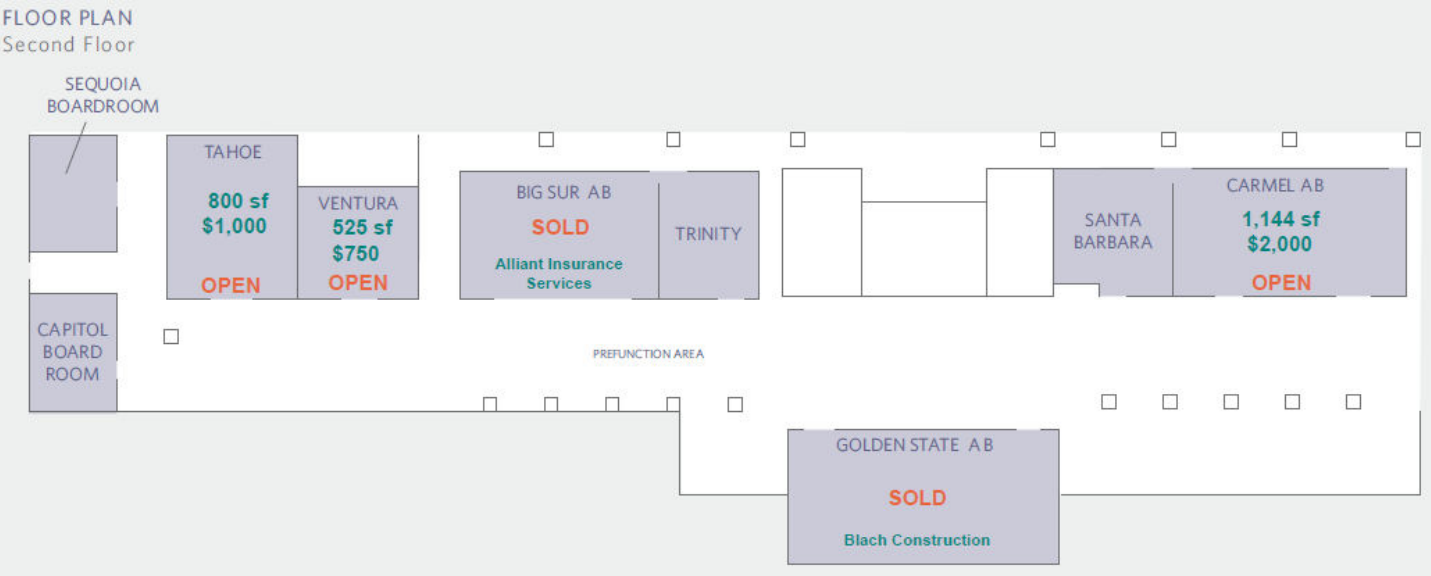 FLOOR PLAN
Second Floor
SEQUOIA
BOARDROOM
TAHOE
800 sf
$1,000
OPEN
VENTURA
525 sf
$750
OPEN
BIG SUR AB
SOLD
Alliant Insurance
Services
TRINITY
SANTA
BARBARA
CARMEL AB
1,144 sf
$2,000
OPEN
CAPITOL
BOARD
ROOM
PREFUNCTION AREA
GOLDEN STATE AB
SOLD
Blach Construction